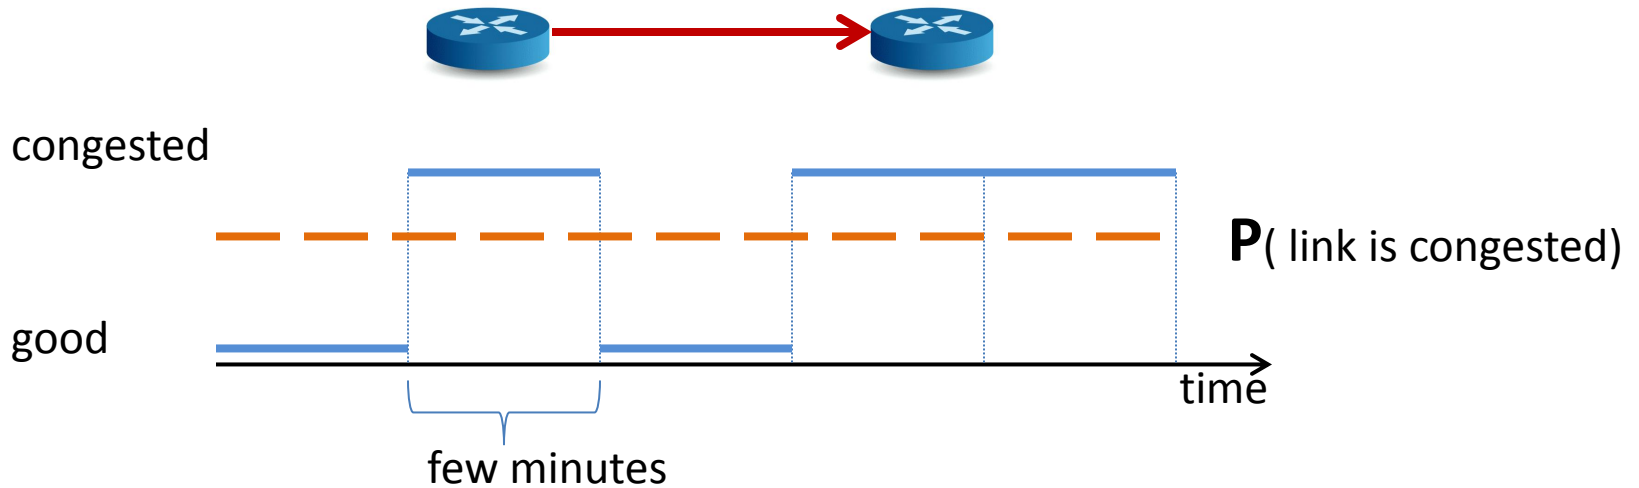 congested
P( link is congested)
good
time
few minutes